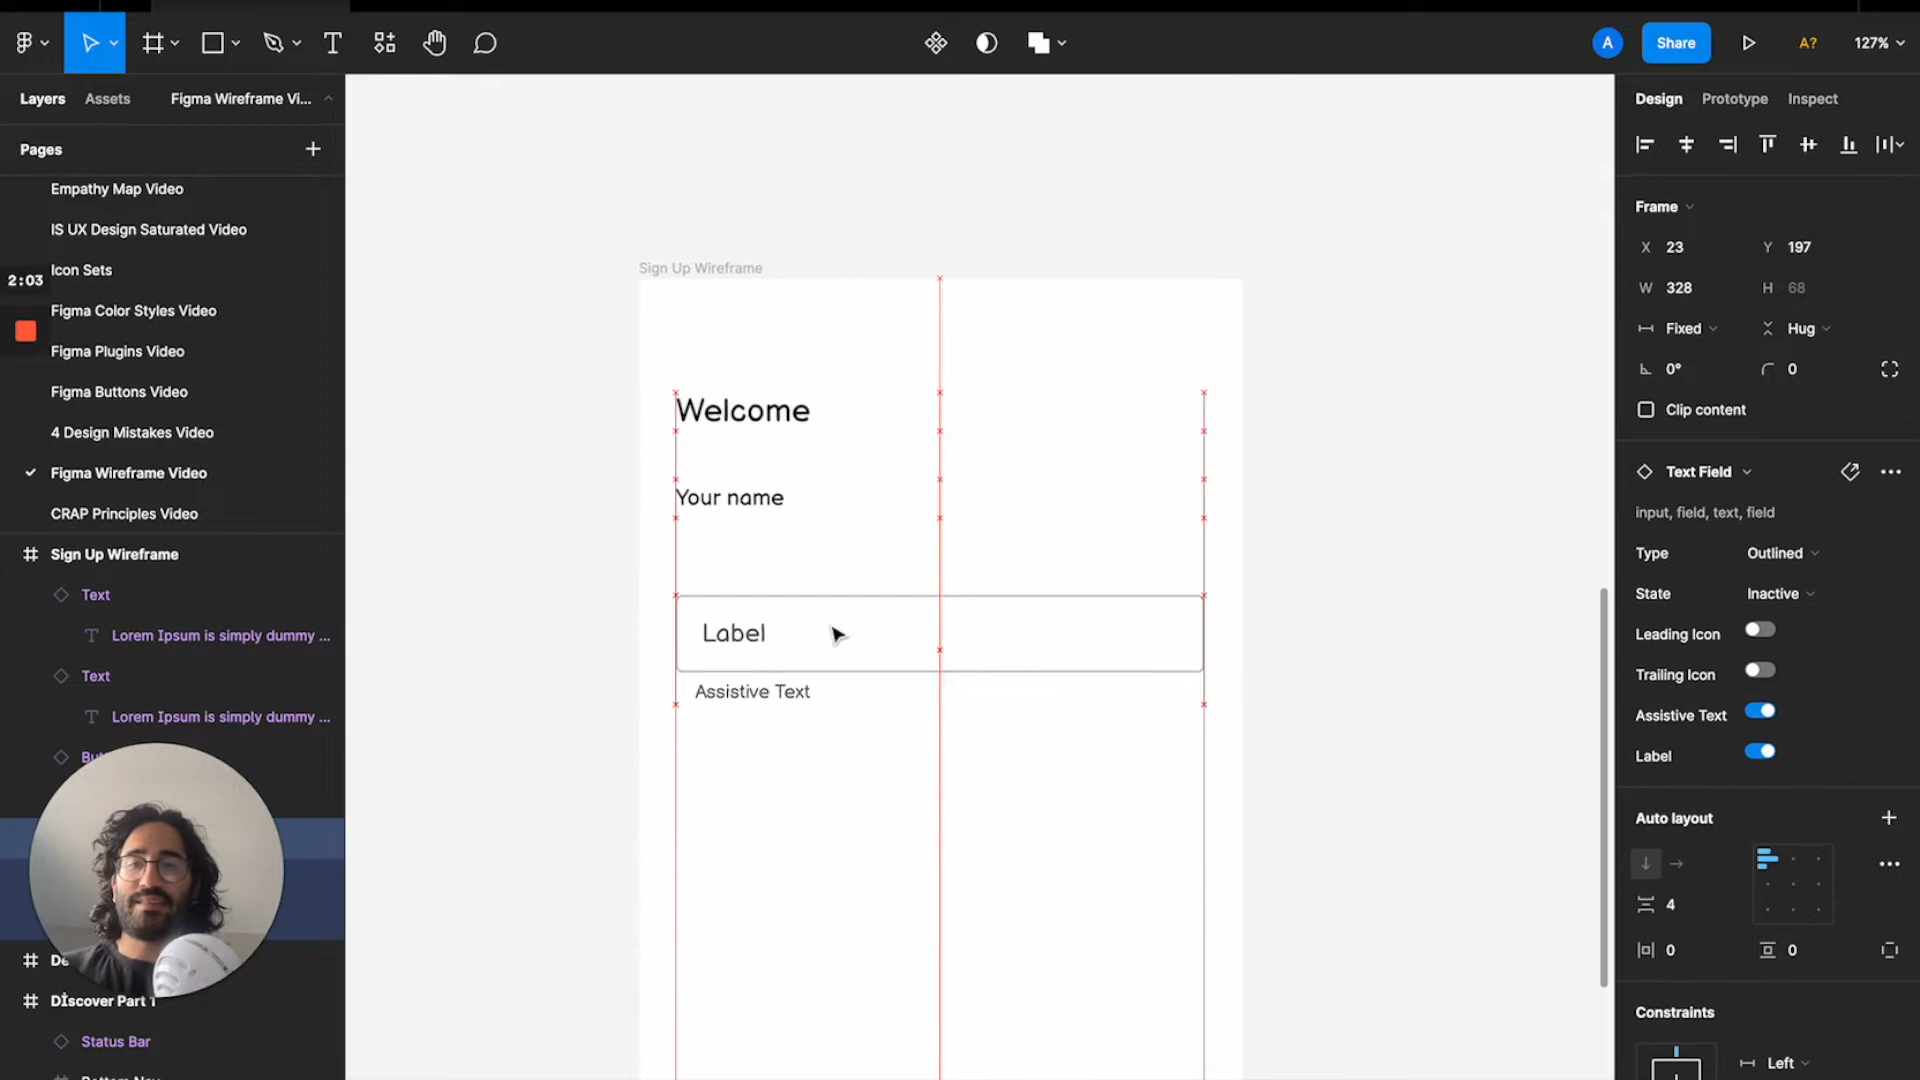 A
Share
A?
127%
Layers
Assets
Figma Wireframe Vi...
Pages
Empathy Map Video
IS UX Design Saturated Video
Icon Sets
2:03
Figma Color Styles Video
Figma Plugins Video
Figma Buttons Video
4 Design Mistakes Video
Figma Wireframe Video
CRAP Principles Video
Sign Up Wireframe
Text
Lorem Ipsum is simply dummy ...
Text
Lorem Ipsum is simply dummy ...
Discover Part 1
Status Bar
Sign Up Wireframe
Welcome
Your name
Label
Assistive Text
Design
Prototype
Inspect
Frame
X 23
Y 197
W 328
H 68
Fixed
Hug
0°
0
Clip content
Text Field
input, field, text, field
Type
Outlined
State
Inactive
Leading Icon
Trailing Icon
Assistive Text
Label
Auto layout
4
0
0
Constraints
Left